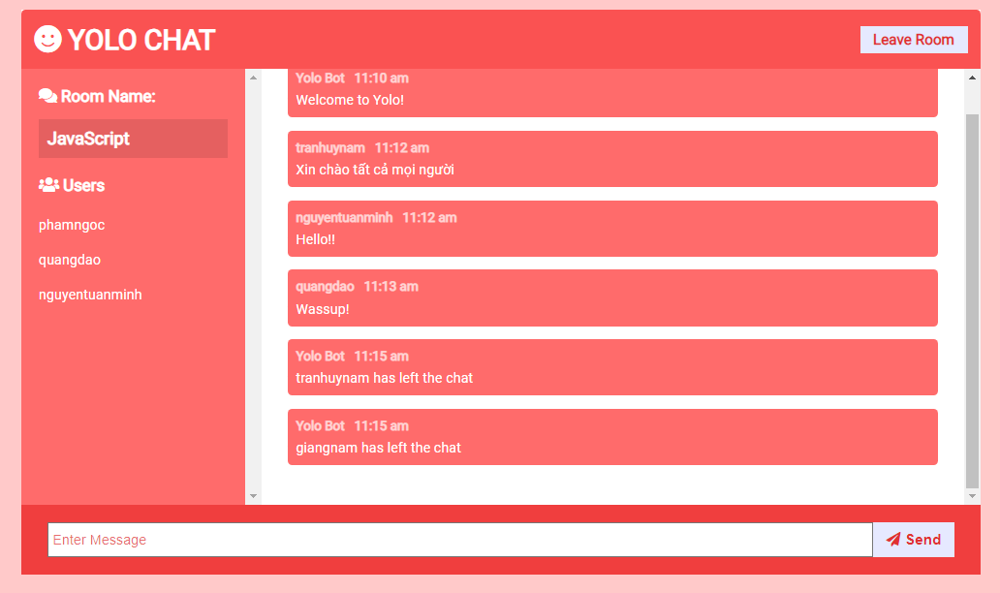 YOLO CHAT
Leave Room
Room Name:
JavaScript
Users
phamngoc
quangdao
nguyentuanminh
Yolo Bot 11:10 am
Welcome to Yolo!
tranhuynam 11:12 am
Xin chào tất cả mọi người
nguyentuanminh 11:12 am
Hello!!
quangdao 11:13 am
Wassup!
Yolo Bot 11:15 am
tranhuynam has left the chat
Yolo Bot 11:15 am
giangnam has left the chat
Enter Message
Send